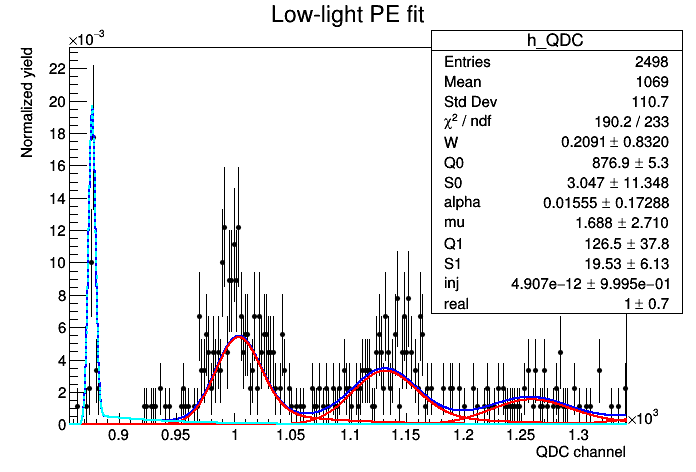 Low-light PE fit
×10⁻³
Normalized yield
22
20
18
16
14
12
10
8
6
4
2
0
0.9
0.95
1
1.05
1.1
1.15
1.2
1.25
1.3
×10³
QDC channel
h_QDC
Entries 2498
Mean 1069
Std Dev 110.7
χ² / ndf 190.2 / 233
W 0.2091 ± 0.8320
Q0 876.9 ± 5.3
S0 3.047 ± 11.348
alpha 0.01555 ± 0.17288
mu 1.688 ± 2.710
Q1 126.5 ± 37.8
S1 19.53 ± 6.13
inj 4.907e−12 ± 9.995e−01
real 1 ± 0.7